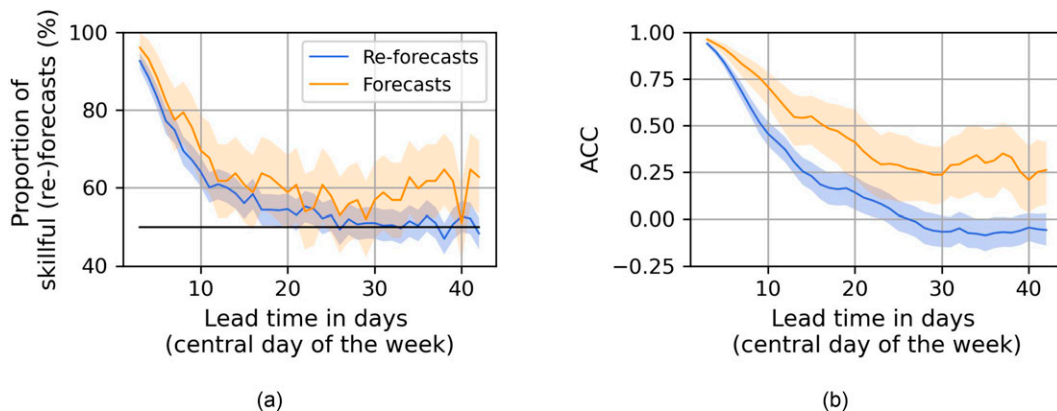 100
80
60
40
Proportion of
skillful (re-)forecasts (%)
Re-forecasts
Forecasts
10
20
30
40
Lead time in days
(central day of the week)
(a)
1.00
0.75
0.50
0.25
0.00
−0.25
ACC
10
20
30
40
Lead time in days
(central day of the week)
(b)